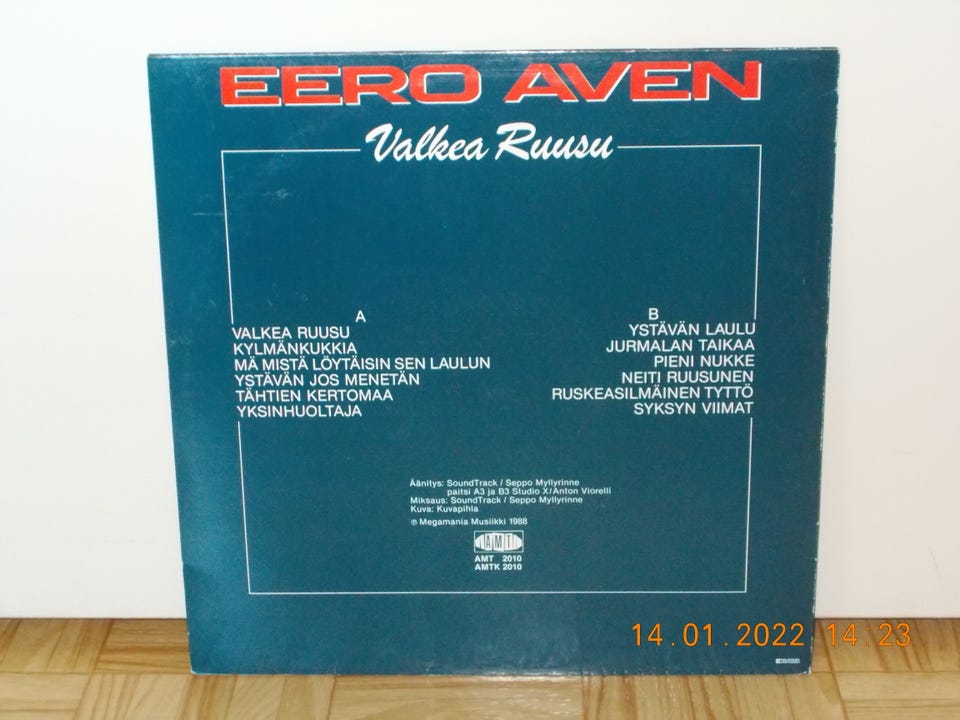 EERO AVEN
Valkea Ruusu
A
VALKEA RUUSU
KYLMÄNKUKKIA
MÄ MISTÄ LÖYTÄISIN SEN LAULUN
YSTÄVÄN JOS MENETÄN
TÄHTIEN KERTOMAA
YKSINHUOLTAJA
B
YSTÄVÄN LAULU
JURMALAN TAIKAA
PIENI NUKKE
NEITI RUUSUNEN
RUSKEASILMÄINEN TYTTÖ
SYKSYN VIIMAT
Äänitys: SoundTrack / Seppo Myllyrinne
paitsi A3 ja B3 Studio X/Anton Viorelli
Miksaus: SoundTrack / Seppo Myllyrinne
Kuva: Kuvapihla
℗ Megamania Musiikki 1988
AMT
AMT 2010
AMTK 2010
14.01.2022 14:23